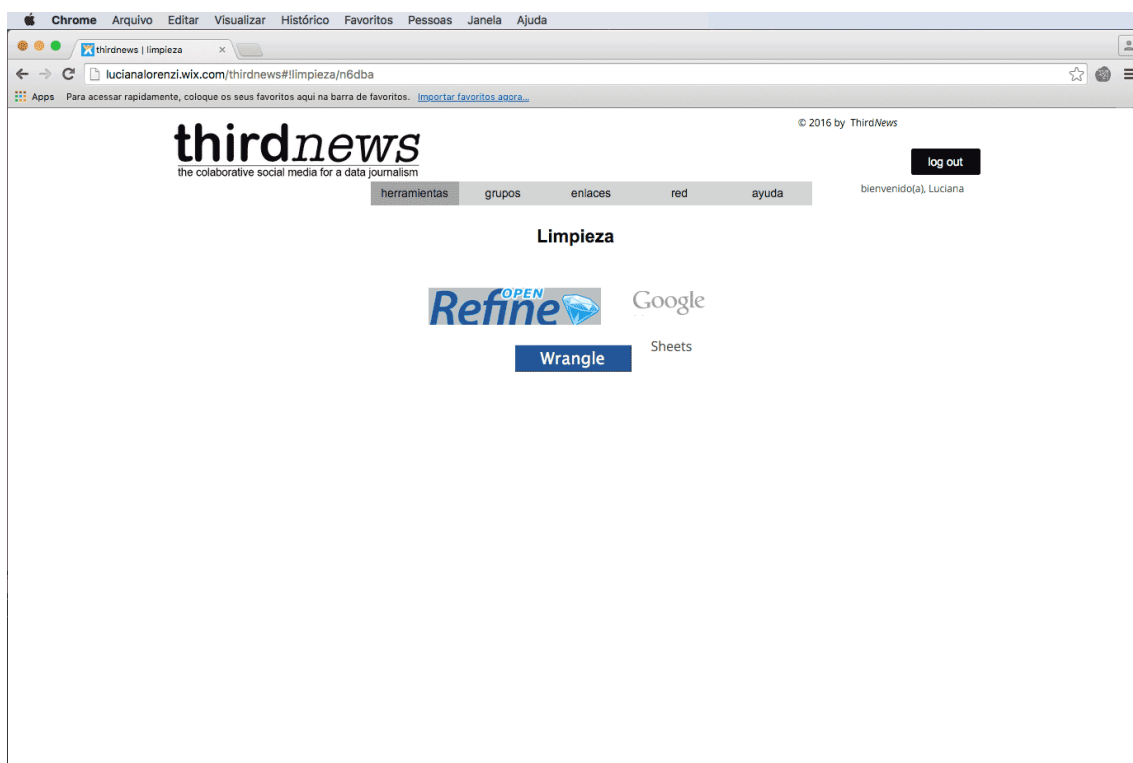 Chrome Arquivo Editar Visualizar Histórico Favoritos Pessoas Janela Ajuda
thirdnews | limpieza
lucianalorenzi.wix.com/thirdnews#!limpieza/n6dba
Apps Para acessar rapidamente, coloque os seus favoritos aqui na barra de favoritos. Importar favoritos agora...
© 2016 by ThirdNews
thirdnews
the colaborative social media for a data journalism
log out
bienvenido(a), Luciana
herramientas grupos enlaces red ayuda
Limpieza
OPEN
Refine
Google
Wrangle
Sheets